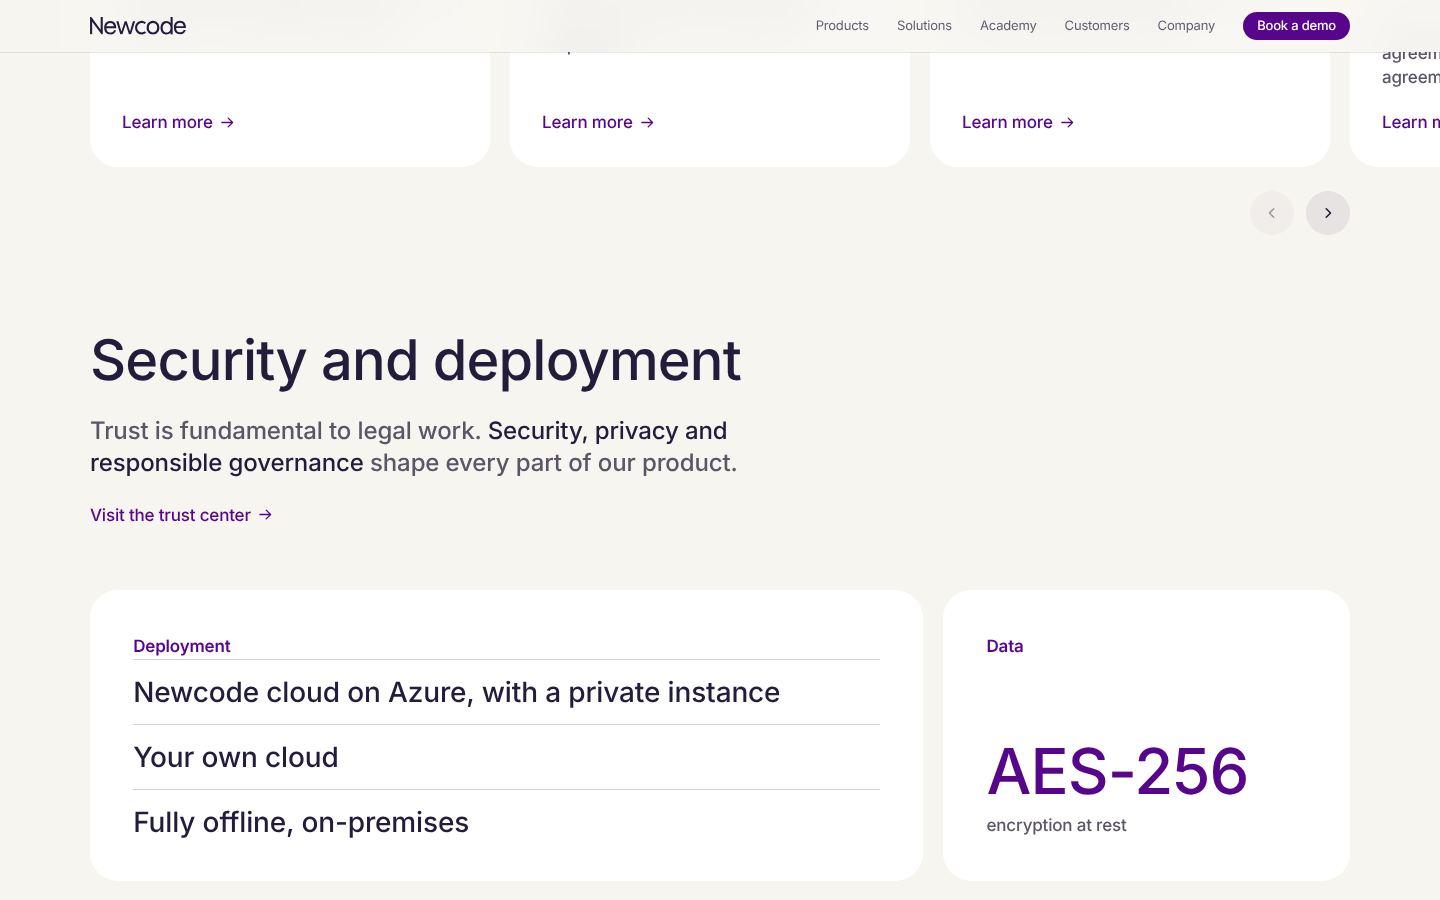 Newcode
Products
Solutions
Academy
Customers
Company
Book a demo
agreem
agreem
Learn more →
Learn more →
Learn more →
Learn
Security and deployment
Trust is fundamental to legal work. Security, privacy and
responsible governance shape every part of our product.
Visit the trust center →
Deployment
Newcode cloud on Azure, with a private instance
Your own cloud
Fully offline, on-premises
Data
AES-256
encryption at rest